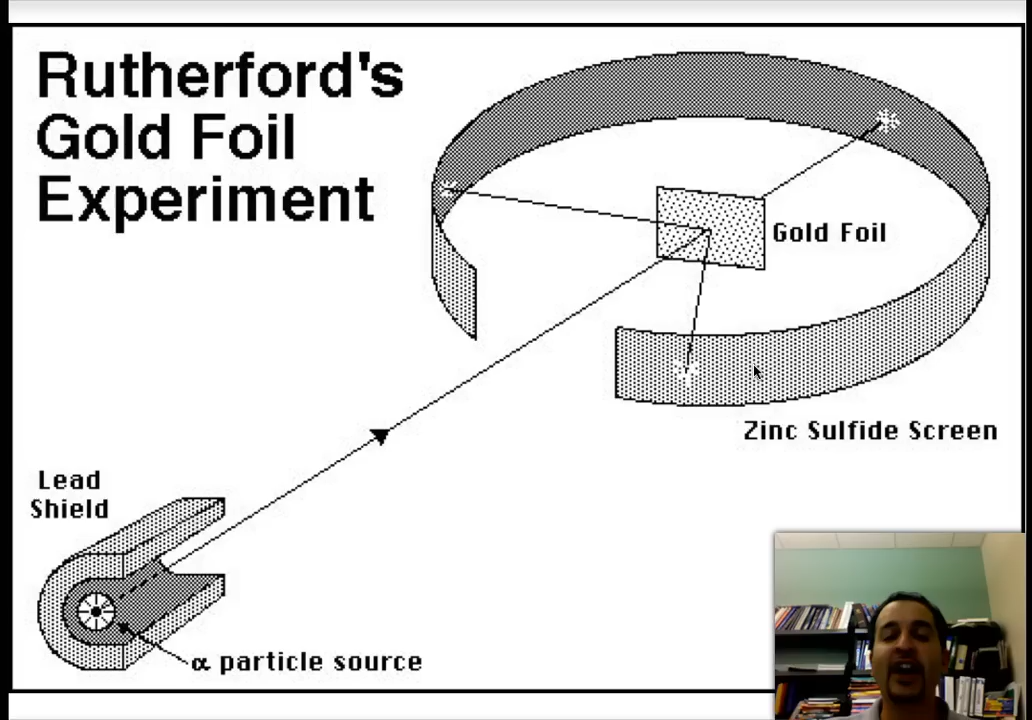 Rutherford's
Gold Foil
Experiment
Gold Foil
Zinc Sulfide Screen
Lead
Shield
α particle source